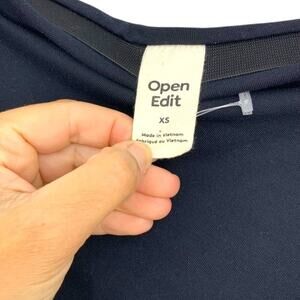 Open
Edit
XS
Made in Vietnam
Fabriqué au Vietnam